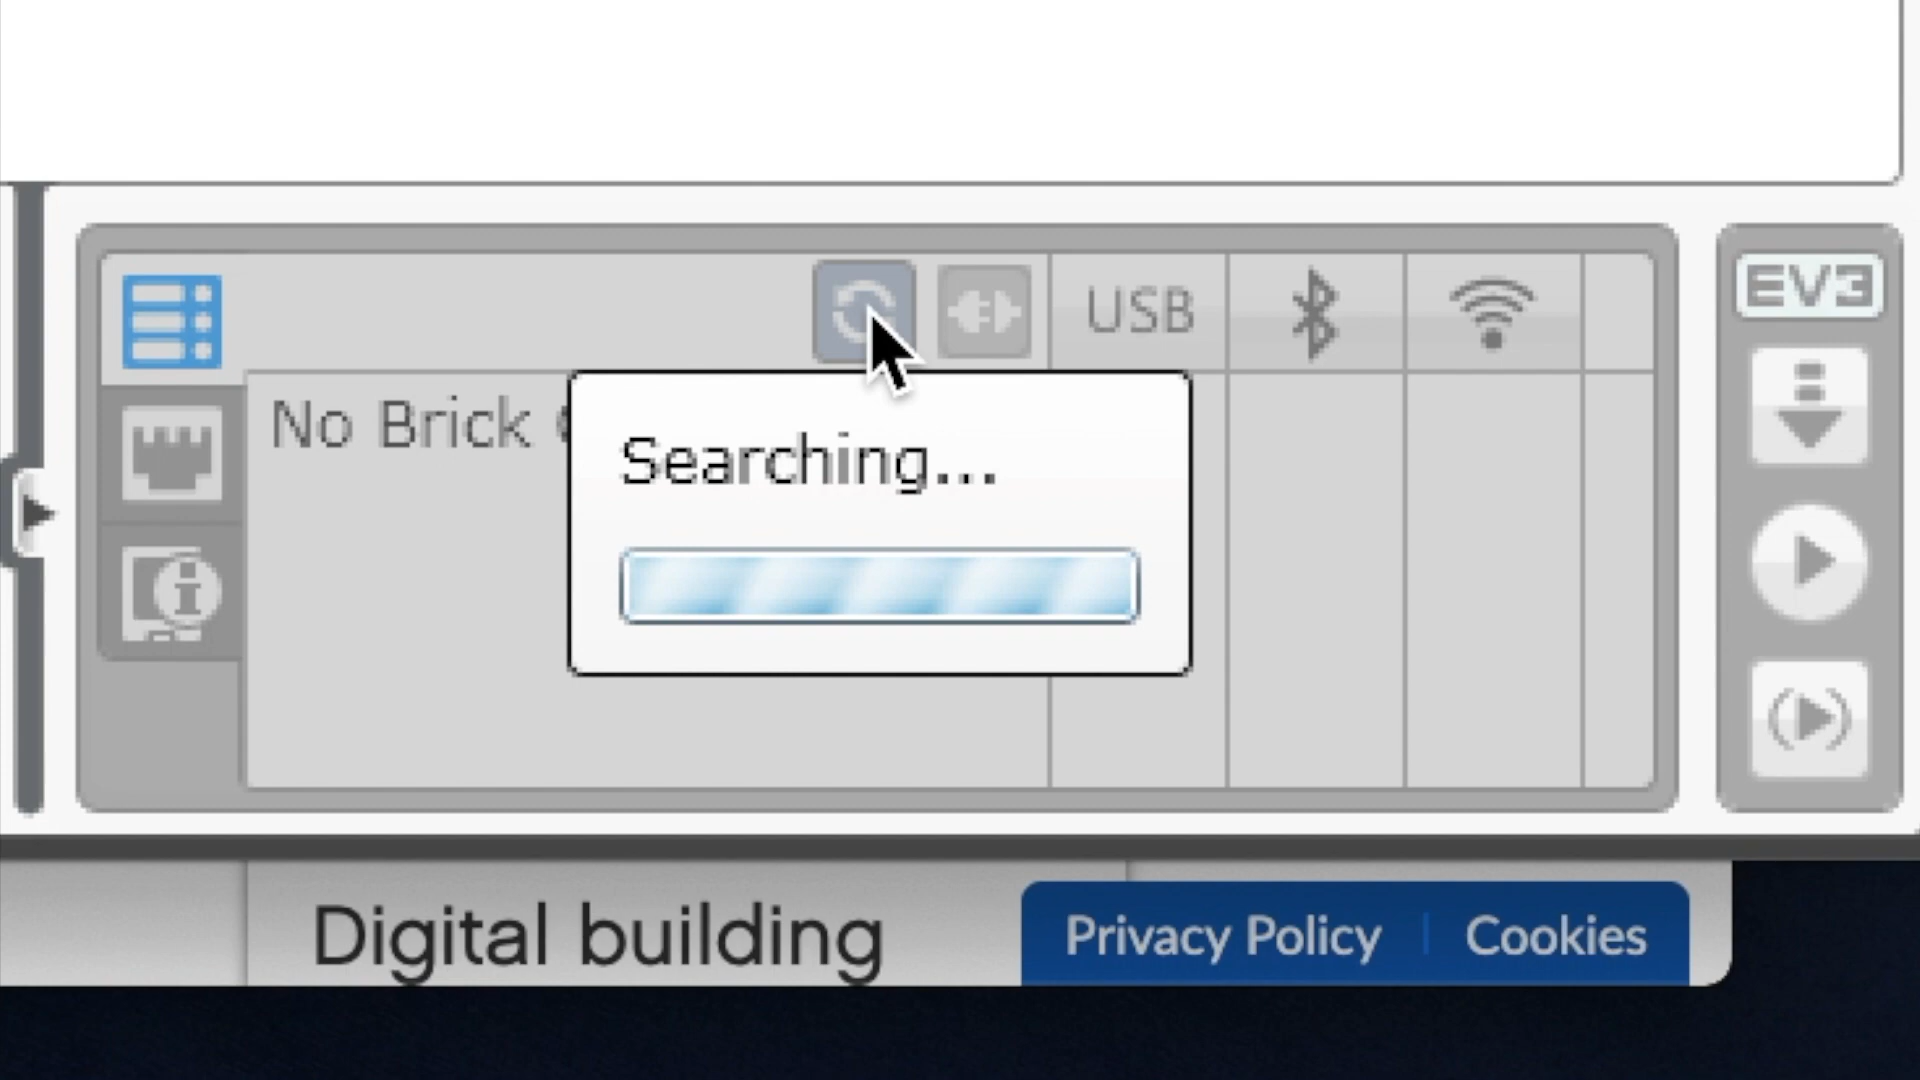 USB
EV3
No Brick
Searching...
Digital building
Privacy Policy | Cookies